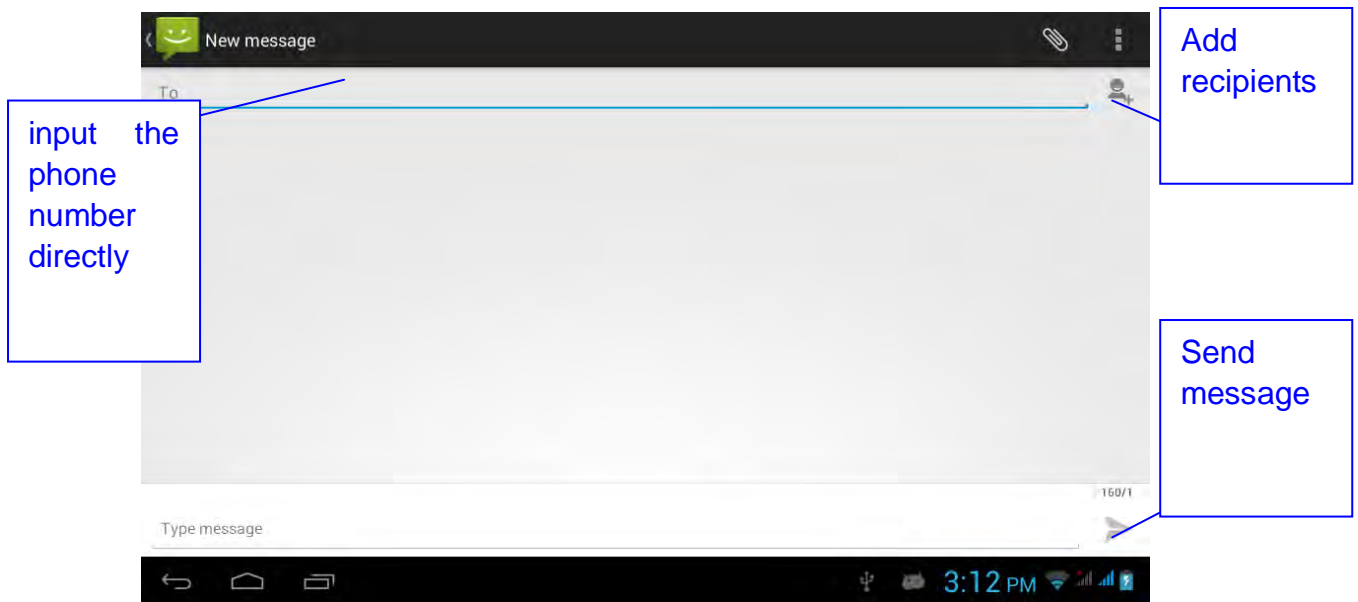 New message
Add
recipients
To
input the
phone
number
directly
Send
message
160/1
Type message
3:12 PM